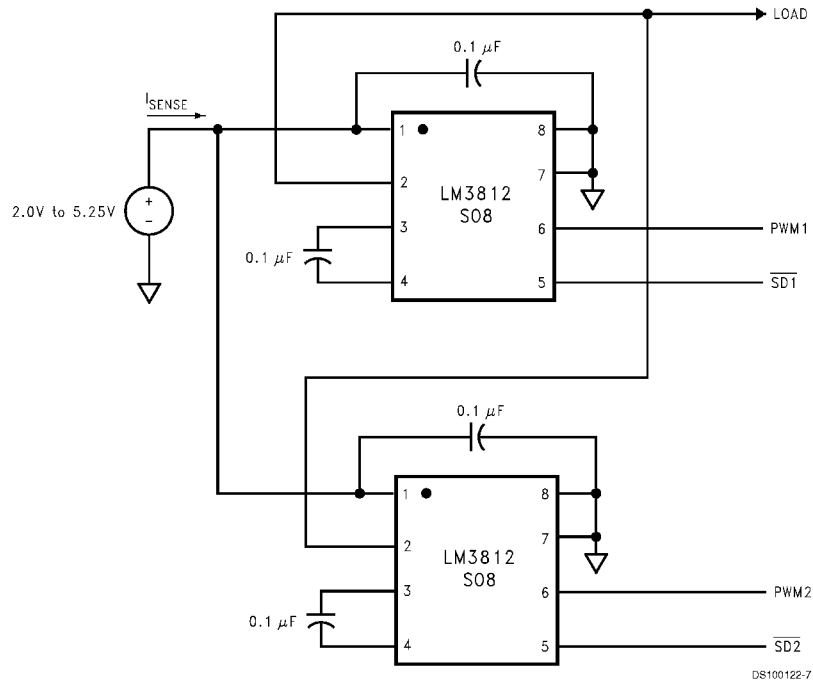 LOAD
0.1 μF
ISENSE
1
8
2.0V to 5.25V
+
−
2
7
LM3812
S08
3
6
PWM1
0.1 μF
4
5
SD1
0.1 μF
1
8
2
7
LM3812
S08
3
6
PWM2
0.1 μF
4
5
SD2
DS100122-7